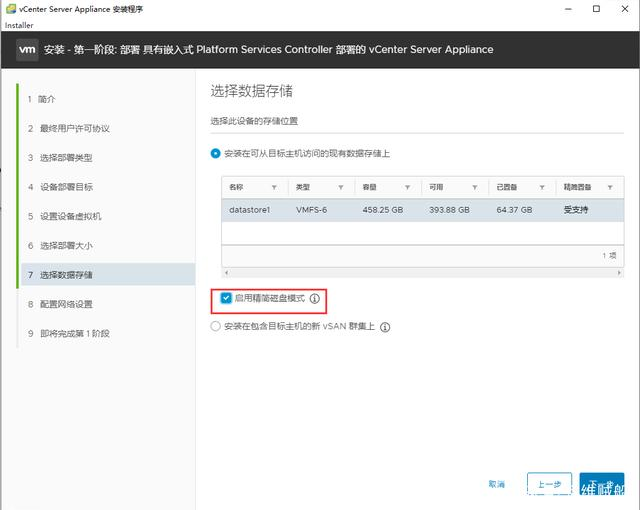 vCenter Server Appliance 安装程序
Installer
vm 安装 - 第一阶段: 部署 具有嵌入式 Platform Services Controller 部署的 vCenter Server Appliance
1 简介
2 最终用户许可协议
3 选择部署类型
4 设备部署目标
5 设置设备虚拟机
6 选择部署大小
7 选择数据存储
8 配置网络设置
9 即将完成第 1 阶段
选择数据存储
选择此设备的存储位置
安装在可从目标主机访问的现有数据存储上
名称 类型 容量 可用 已置备 精简置备
datastore1 VMFS-6 458.25 GB 393.88 GB 64.37 GB 受支持
1 项
启用精简磁盘模式
安装在包含目标主机的新 vSAN 群集上
取消 上一步 下一步